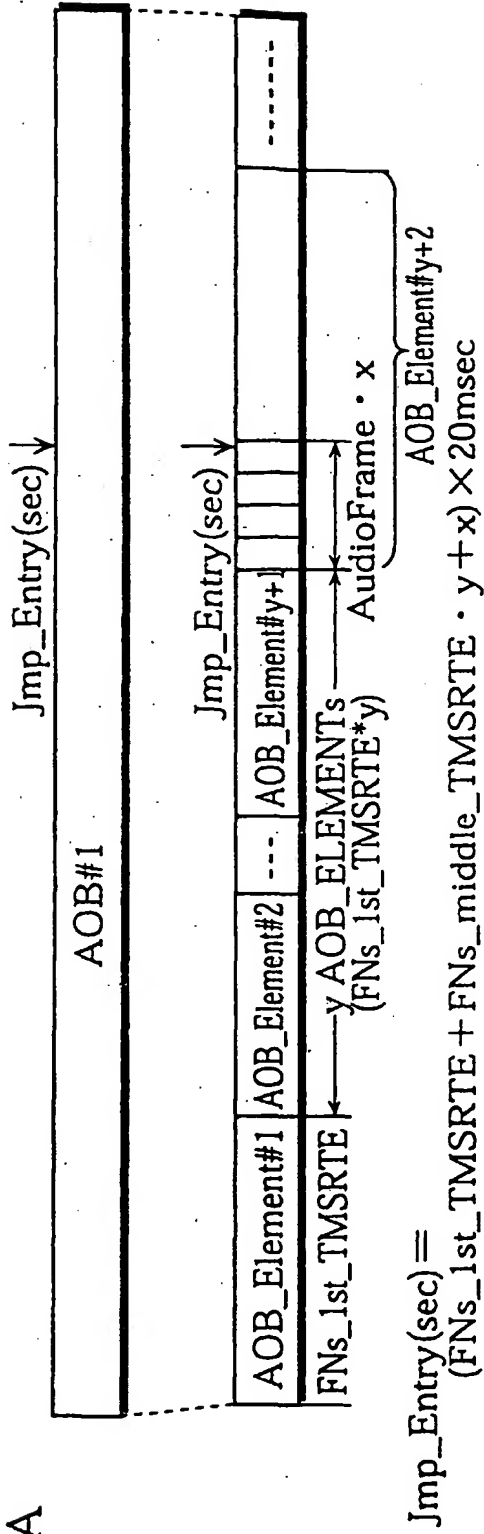 A
Jmp_Entry(sec)
AOB#1
Jmp_Entry(sec)
AOB_Element#1 AOB_Element#2 --- AOB_Element#y+1 -------
FNs_1st_TMSRTE
y AOB_ELEMENTs
(FNs_1st_TMSRTE*y)
AudioFrame・x
AOB_Element#y+2
Jmp_Entry(sec)=
(FNs_1st_TMSRTE+FNs_middle_TMSRTE・y+x)×20msec